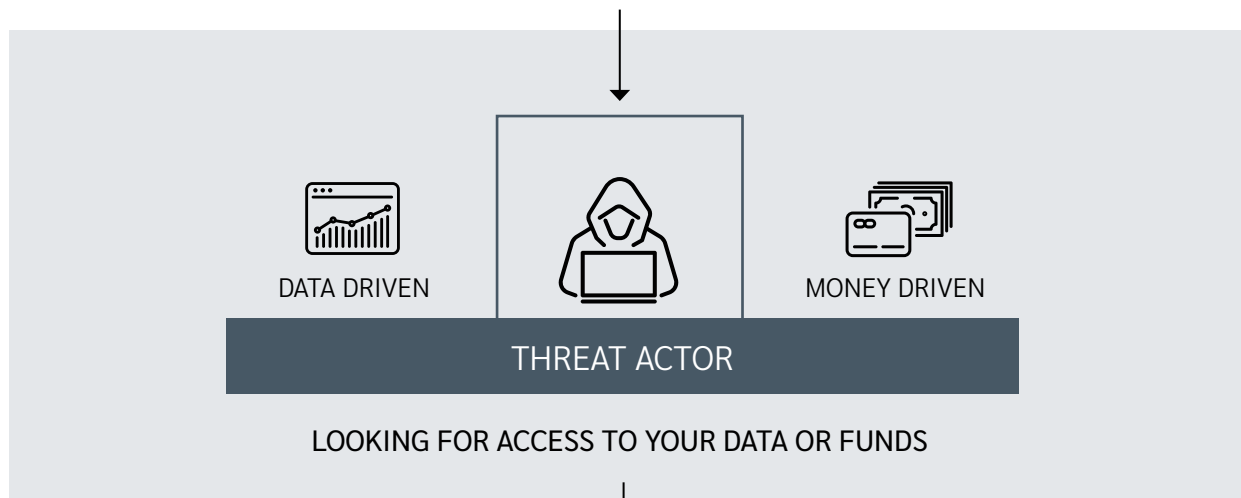 DATA DRIVEN
MONEY DRIVEN
THREAT ACTOR
LOOKING FOR ACCESS TO YOUR DATA OR FUNDS